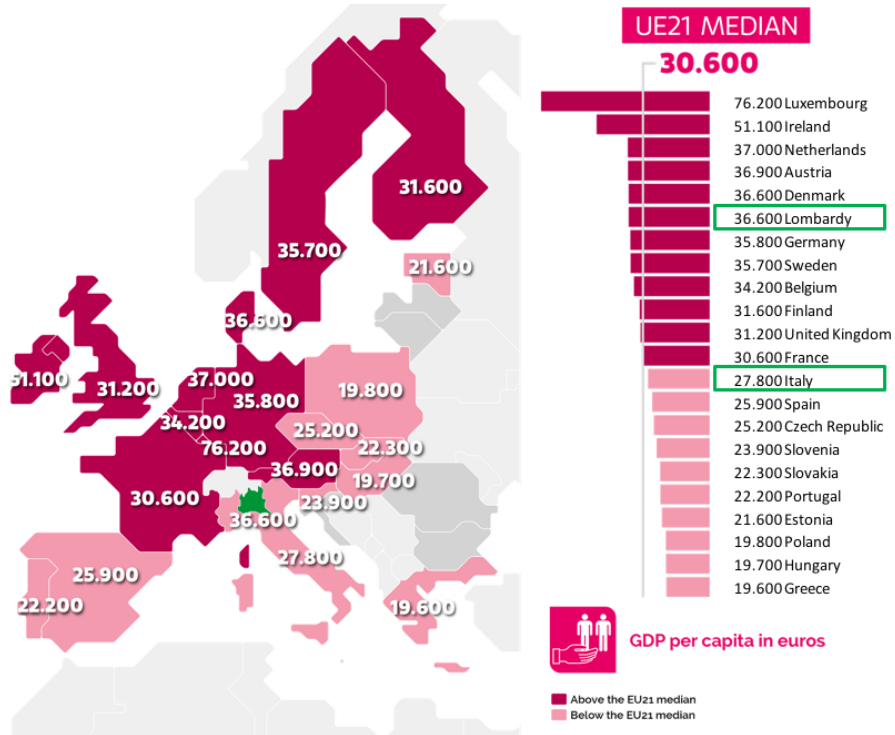 UE21 MEDIAN
30.600
76.200 Luxembourg
51.100 Ireland
37.000 Netherlands
36.900 Austria
36.600 Denmark
36.600 Lombardy
35.800 Germany
35.700 Sweden
34.200 Belgium
31.600 Finland
31.200 United Kingdom
30.600 France
27.800 Italy
25.900 Spain
25.200 Czech Republic
23.900 Slovenia
22.300 Slovakia
22.200 Portugal
21.600 Estonia
19.800 Poland
19.700 Hungary
19.600 Greece
GDP per capita in euros
Above the EU21 median
Below the EU21 median
31.600
35.700
21.600
36.600
51.100
31.200
37.000
35.800
19.800
34.200
25.200
76.200
22.300
36.900
19.700
30.600
23.900
36.600
27.800
25.900
22.200
19.600